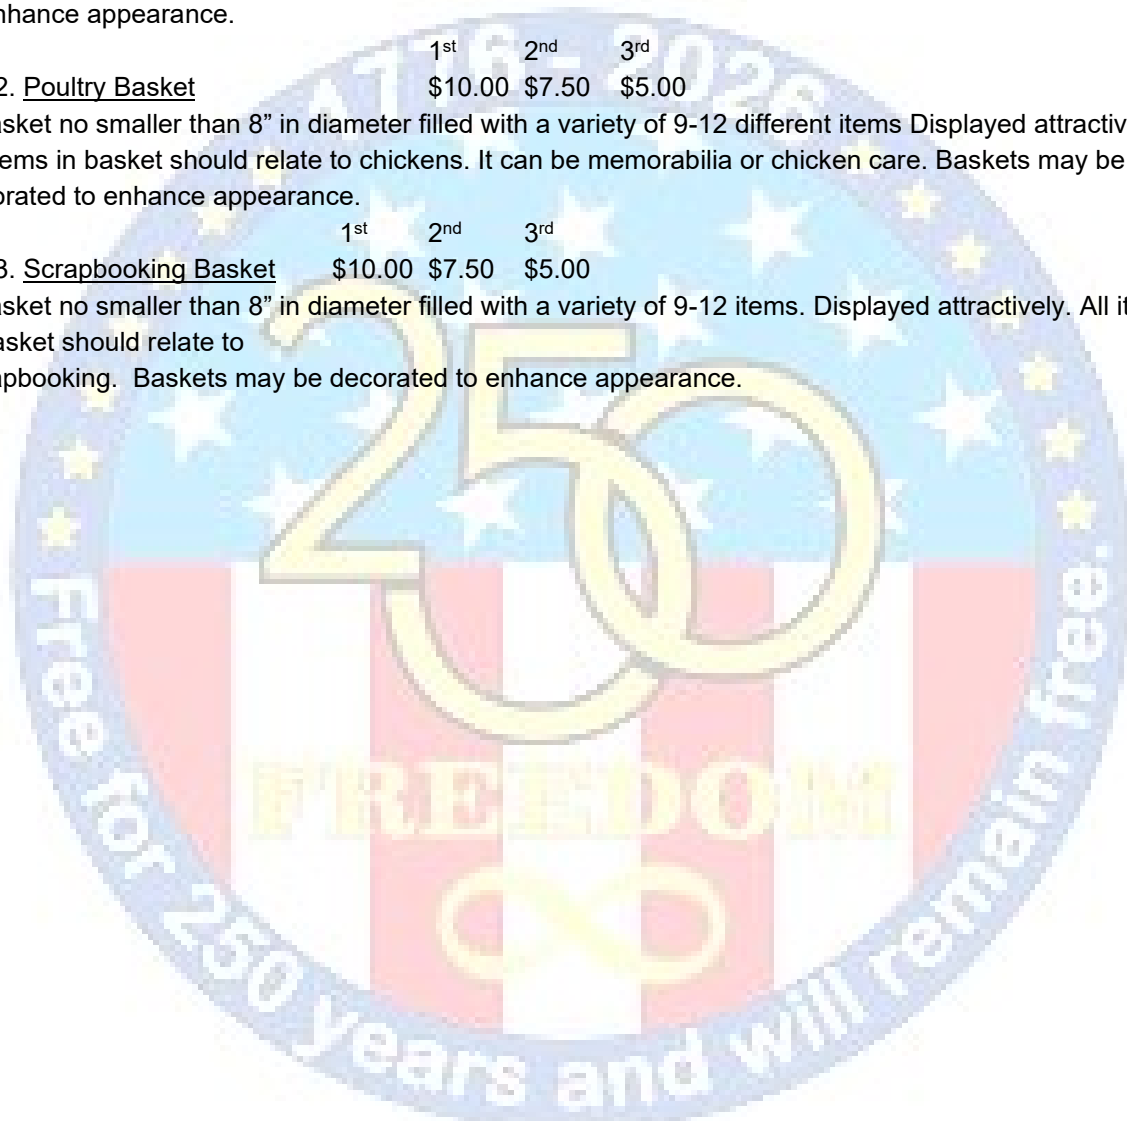 nhance appearance.
1st 2nd 3rd
2. Poultry Basket $10.00 $7.50 $5.00
asket no smaller than 8” in diameter filled with a variety of 9-12 different items Displayed attractiv
ems in basket should relate to chickens. It can be memorabilia or chicken care. Baskets may be
orated to enhance appearance.
1st 2nd 3rd
3. Scrapbooking Basket $10.00 $7.50 $5.00
asket no smaller than 8” in diameter filled with a variety of 9-12 items. Displayed attractively. All it
asket should relate to
apbooking. Baskets may be decorated to enhance appearance.
1776 - 2026
250
FREEDOM
Free for 250 years and will remain free.